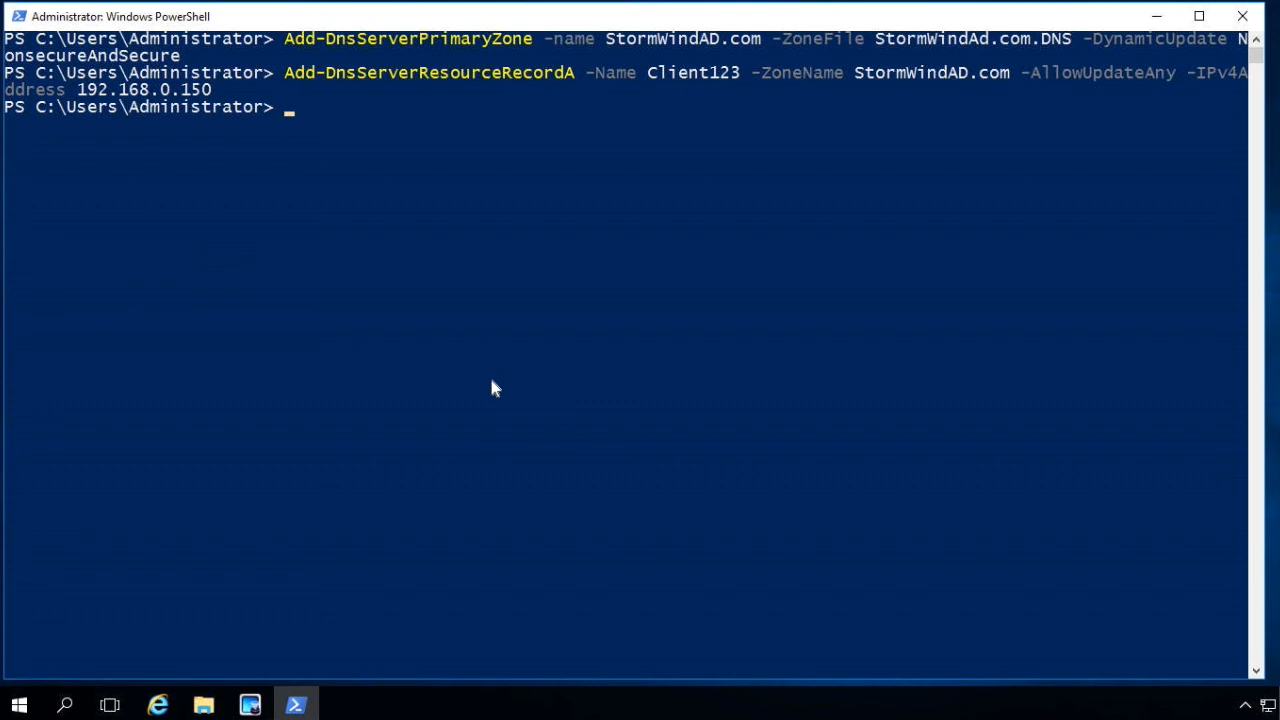 Administrator: Windows PowerShell
PS C:\Users\Administrator> Add-DnsServerPrimaryZone -name StormWindAD.com -ZoneFile StormWindAd.com.DNS -DynamicUpdate N
onsecureAndSecure
PS C:\Users\Administrator> Add-DnsServerResourceRecordA -Name Client123 -ZoneName StormWindAD.com -AllowUpdateAny -IPv4A
ddress 192.168.0.150
PS C:\Users\Administrator>